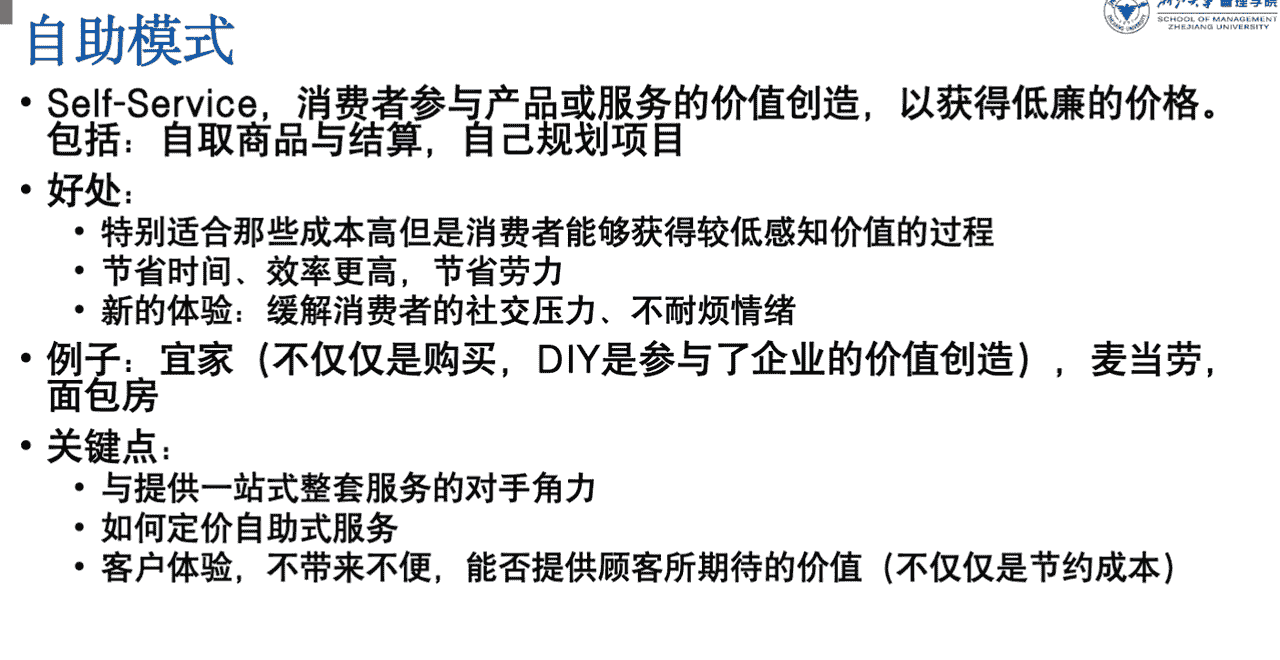 自助模式
SCHOOL OF MANAGEMENT
ZHEJIANG UNIVERSITY
• Self-Service，消费者参与产品或服务的价值创造，以获得低廉的价格。
包括：自取商品与结算，自己规划项目
• 好处：
• 特别适合那些成本高但是消费者能够获得较低感知价值的过程
• 节省时间、效率更高，节省劳力
• 新的体验：缓解消费者的社交压力、不耐烦情绪
• 例子：宜家（不仅仅是购买，DIY是参与了企业的价值创造），麦当劳，
面包房
• 关键点：
• 与提供一站式整套服务的对手角力
• 如何定价自助式服务
• 客户体验，不带来不便，能否提供顾客所期待的价值（不仅仅是节约成本）